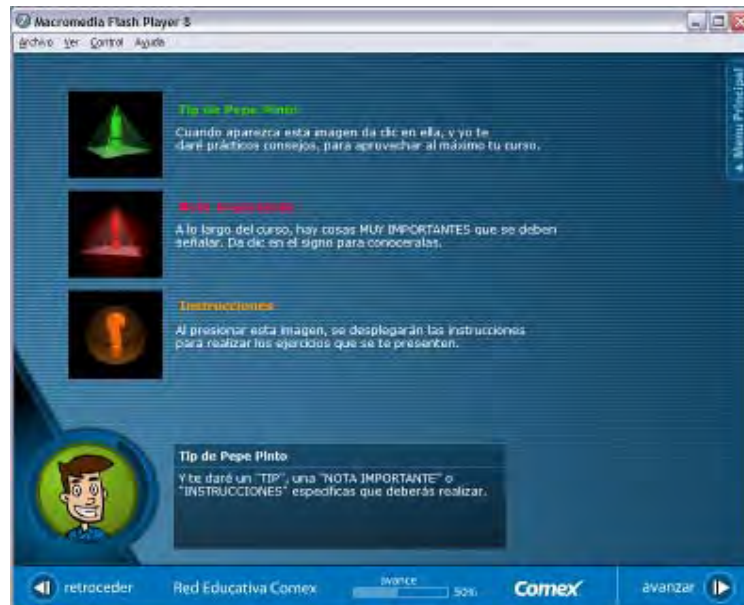 Macromedia Flash Player 8
Archivo Ver Control Ayuda
Menu Principal
Tip de Pepe Pinto
Cuando aparezca esta imagen da clic en ella, y yo te
daré prácticos consejos, para aprovechar al máximo tu curso.
Nota Importante
A lo largo del curso, hay cosas MUY IMPORTANTES que se deben
señalar. Da clic en el signo para conoceralas.
Instrucciones
Al presionar esta imagen, se desplegarán las instrucciones
para realizar los ejercicios que se te presenten.
Tip de Pepe Pinto
Y te daré un "TIP", una "NOTA IMPORTANTE" o
"INSTRUCCIONES" especificas que deberás realizar.
retroceder
Red Educativa Comex
avance
50%
Comex
avanzar